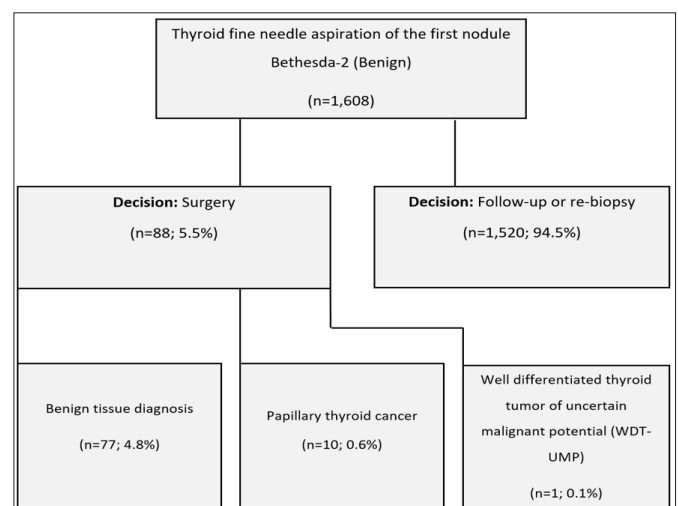 Thyroid fine needle aspiration of the first nodule
Bethesda-2 (Benign)
(n=1,608)
Decision: Surgery
(n=88; 5.5%)
Decision: Follow-up or re-biopsy
(n=1,520; 94.5%)
Benign tissue diagnosis
(n=77; 4.8%)
Papillary thyroid cancer
(n=10; 0.6%)
Well differentiated thyroid
tumor of uncertain
malignant potential (WDT-
UMP)
(n=1; 0.1%)